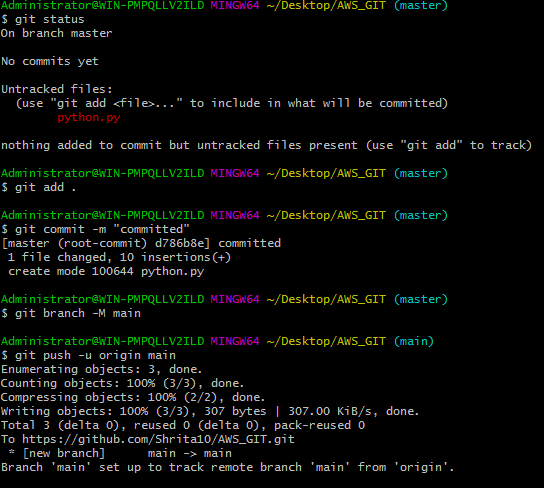 Administrator@WIN-PMPQLLV2ILD MINGW64 ~/Desktop/AWS_GIT (master)
$ git status
On branch master

No commits yet

Untracked files:
  (use "git add <file>..." to include in what will be committed)
        python.py

nothing added to commit but untracked files present (use "git add" to track)

Administrator@WIN-PMPQLLV2ILD MINGW64 ~/Desktop/AWS_GIT (master)
$ git add .

Administrator@WIN-PMPQLLV2ILD MINGW64 ~/Desktop/AWS_GIT (master)
$ git commit -m "committed"
[master (root-commit) d786b8e] committed
 1 file changed, 10 insertions(+)
 create mode 100644 python.py

Administrator@WIN-PMPQLLV2ILD MINGW64 ~/Desktop/AWS_GIT (master)
$ git branch -M main

Administrator@WIN-PMPQLLV2ILD MINGW64 ~/Desktop/AWS_GIT (main)
$ git push -u origin main
Enumerating objects: 3, done.
Counting objects: 100% (3/3), done.
Compressing objects: 100% (2/2), done.
Writing objects: 100% (3/3), 307 bytes | 307.00 KiB/s, done.
Total 3 (delta 0), reused 0 (delta 0), pack-reused 0
To https://github.com/Shrita10/AWS_GIT.git
 * [new branch]      main -> main
Branch 'main' set up to track remote branch 'main' from 'origin'.